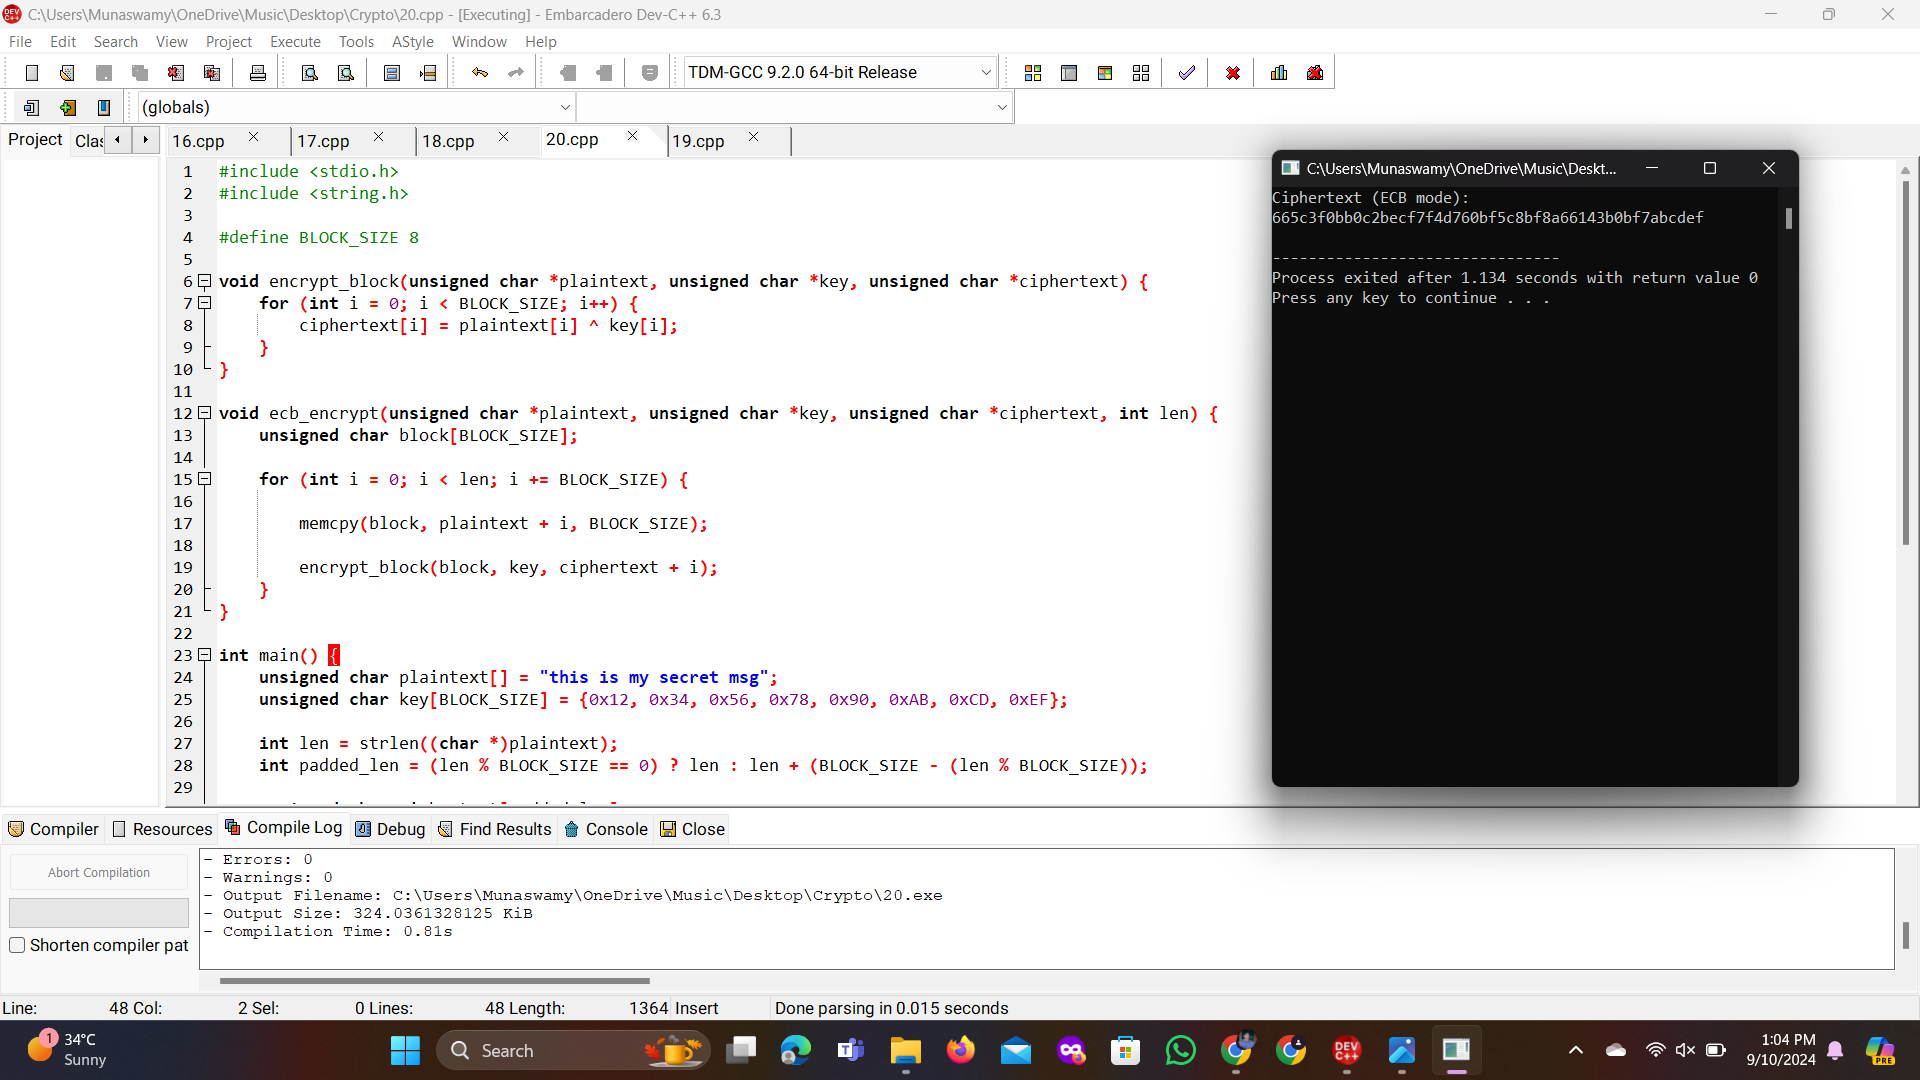 C:\Users\Munaswamy\OneDrive\Music\Desktop\Crypto\20.cpp - [Executing] - Embarcadero Dev-C++ 6.3
File Edit Search View Project Execute Tools AStyle Window Help
TDM-GCC 9.2.0 64-bit Release
(globals)
Project Clas 16.cpp 17.cpp 18.cpp 20.cpp 19.cpp
1 #include <stdio.h>
2 #include <string.h>
3
4 #define BLOCK_SIZE 8
5
6 void encrypt_block(unsigned char *plaintext, unsigned char *key, unsigned char *ciphertext) {
7 for (int i = 0; i < BLOCK_SIZE; i++) {
8 ciphertext[i] = plaintext[i] ^ key[i];
9 }
10 }
11
12 void ecb_encrypt(unsigned char *plaintext, unsigned char *key, unsigned char *ciphertext, int len) {
13 unsigned char block[BLOCK_SIZE];
14
15 for (int i = 0; i < len; i += BLOCK_SIZE) {
16
17 memcpy(block, plaintext + i, BLOCK_SIZE);
18
19 encrypt_block(block, key, ciphertext + i);
20 }
21 }
22
23 int main() {
24 unsigned char plaintext[] = "this is my secret msg";
25 unsigned char key[BLOCK_SIZE] = {0x12, 0x34, 0x56, 0x78, 0x90, 0xAB, 0xCD, 0xEF};
26
27 int len = strlen((char *)plaintext);
28 int padded_len = (len % BLOCK_SIZE == 0) ? len : len + (BLOCK_SIZE - (len % BLOCK_SIZE));
29
C:\Users\Munaswamy\OneDrive\Music\Deskt...
Ciphertext (ECB mode):
665c3f0bb0c2becf7f4d760bf5c8bf8a66143b0bf7abcdef
--------------------------------
Process exited after 1.134 seconds with return value 0
Press any key to continue . . .
Compiler Resources Compile Log Debug Find Results Console Close
Abort Compilation
Shorten compiler pat
- Errors: 0
- Warnings: 0
- Output Filename: C:\Users\Munaswamy\OneDrive\Music\Desktop\Crypto\20.exe
- Output Size: 324.0361328125 KiB
- Compilation Time: 0.81s
Line: 48 Col: 2 Sel: 0 Lines: 48 Length: 1364 Insert Done parsing in 0.015 seconds
1
34°C
Sunny
Search
DEV C++
1:04 PM
9/10/2024
PRE